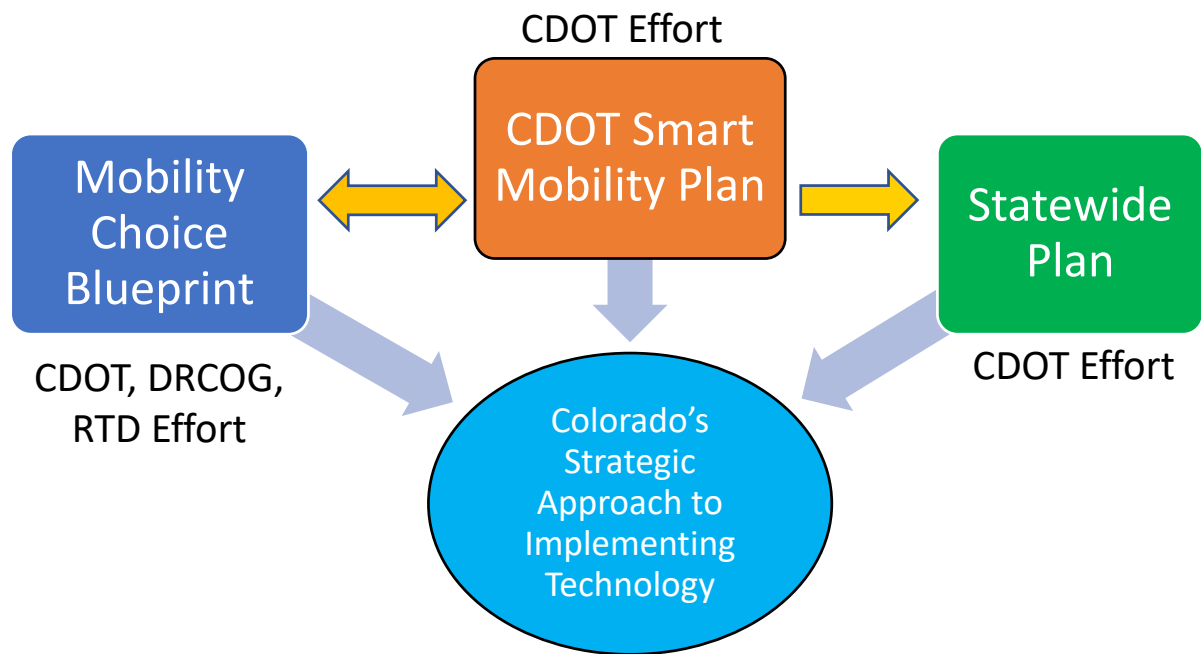 CDOT Effort
CDOT Smart
Mobility Plan
Mobility
Choice
Blueprint
Statewide
Plan
CDOT, DRCOG,
RTD Effort
CDOT Effort
Colorado’s
Strategic
Approach to
Implementing
Technology